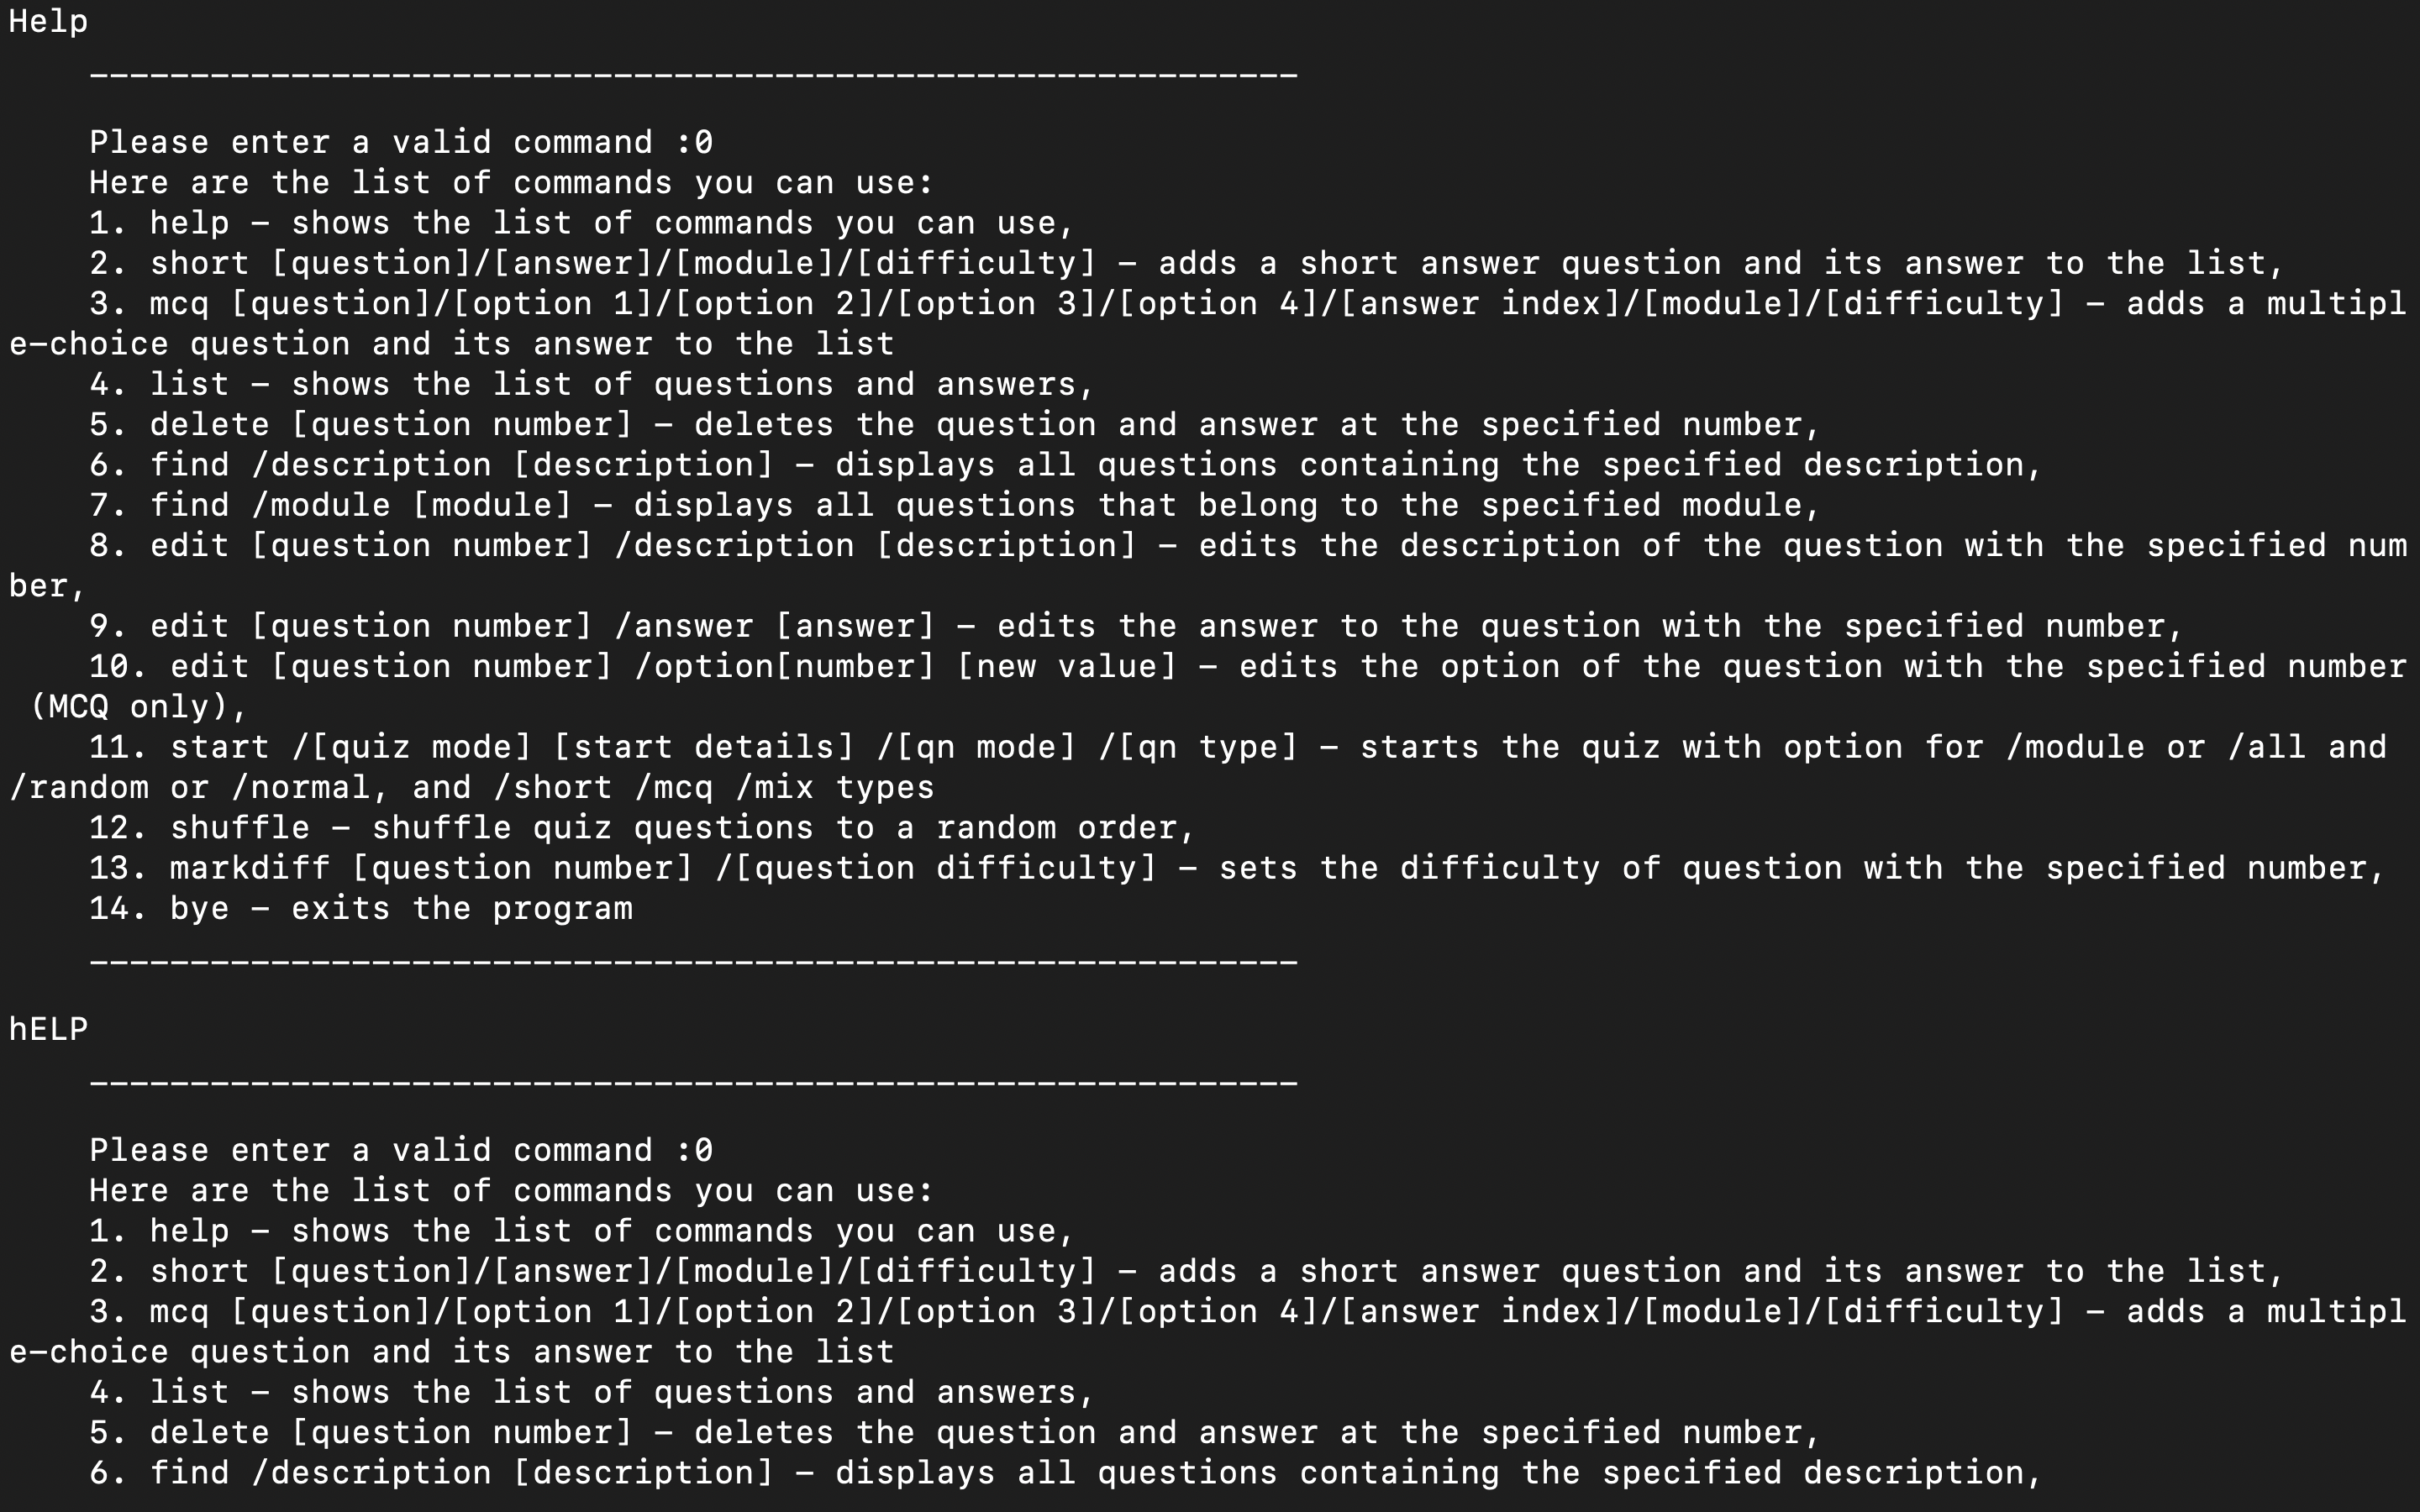 Help
____________________________________________________________
Please enter a valid command :0
Here are the list of commands you can use:
1. help - shows the list of commands you can use,
2. short [question]/[answer]/[module]/[difficulty] - adds a short answer question and its answer to the list,
3. mcq [question]/[option 1]/[option 2]/[option 3]/[option 4]/[answer index]/[module]/[difficulty] - adds a multipl
e-choice question and its answer to the list
4. list - shows the list of questions and answers,
5. delete [question number] - deletes the question and answer at the specified number,
6. find /description [description] - displays all questions containing the specified description,
7. find /module [module] - displays all questions that belong to the specified module,
8. edit [question number] /description [description] - edits the description of the question with the specified num
ber,
9. edit [question number] /answer [answer] - edits the answer to the question with the specified number,
10. edit [question number] /option[number] [new value] - edits the option of the question with the specified number
(MCQ only),
11. start /[quiz mode] [start details] /[qn mode] /[qn type] - starts the quiz with option for /module or /all and
/random or /normal, and /short /mcq /mix types
12. shuffle - shuffle quiz questions to a random order,
13. markdiff [question number] /[question difficulty] - sets the difficulty of question with the specified number,
14. bye - exits the program
____________________________________________________________
hELP
____________________________________________________________
Please enter a valid command :0
Here are the list of commands you can use:
1. help - shows the list of commands you can use,
2. short [question]/[answer]/[module]/[difficulty] - adds a short answer question and its answer to the list,
3. mcq [question]/[option 1]/[option 2]/[option 3]/[option 4]/[answer index]/[module]/[difficulty] - adds a multipl
e-choice question and its answer to the list
4. list - shows the list of questions and answers,
5. delete [question number] - deletes the question and answer at the specified number,
6. find /description [description] - displays all questions containing the specified description,